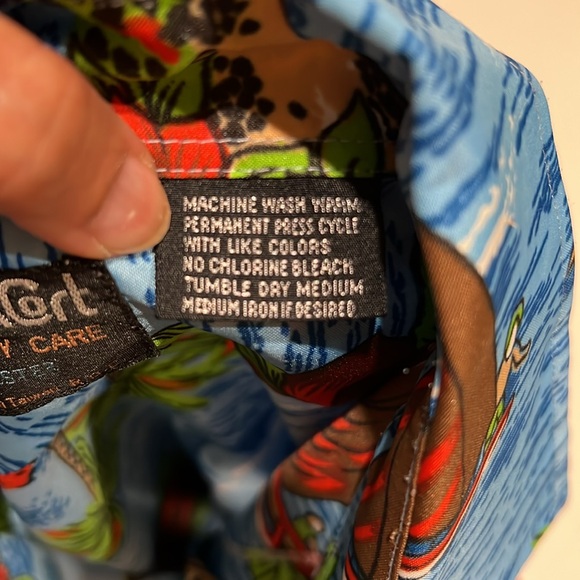 MACHINE WASH WARM
PERMANENT PRESS CYCLE
WITH LIKE COLORS
NO CHLORINE BLEACH
TUMBLE DRY MEDIUM
MEDIUM IRON IF DESIRED
Cort
CARE